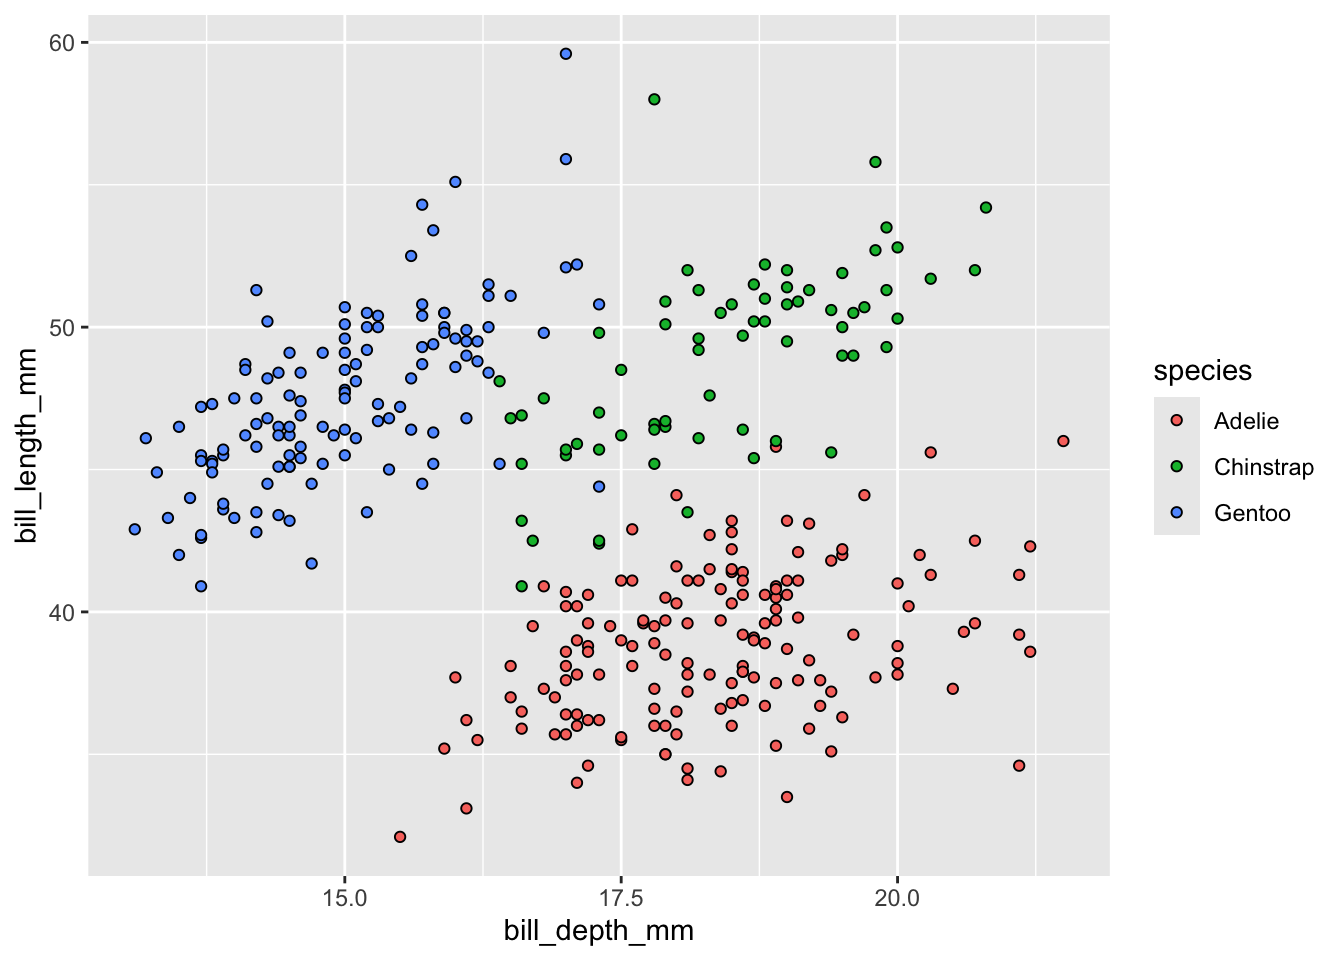 60
50
40
bill_length_mm
15.0
17.5
20.0
bill_depth_mm
species
Adelie
Chinstrap
Gentoo